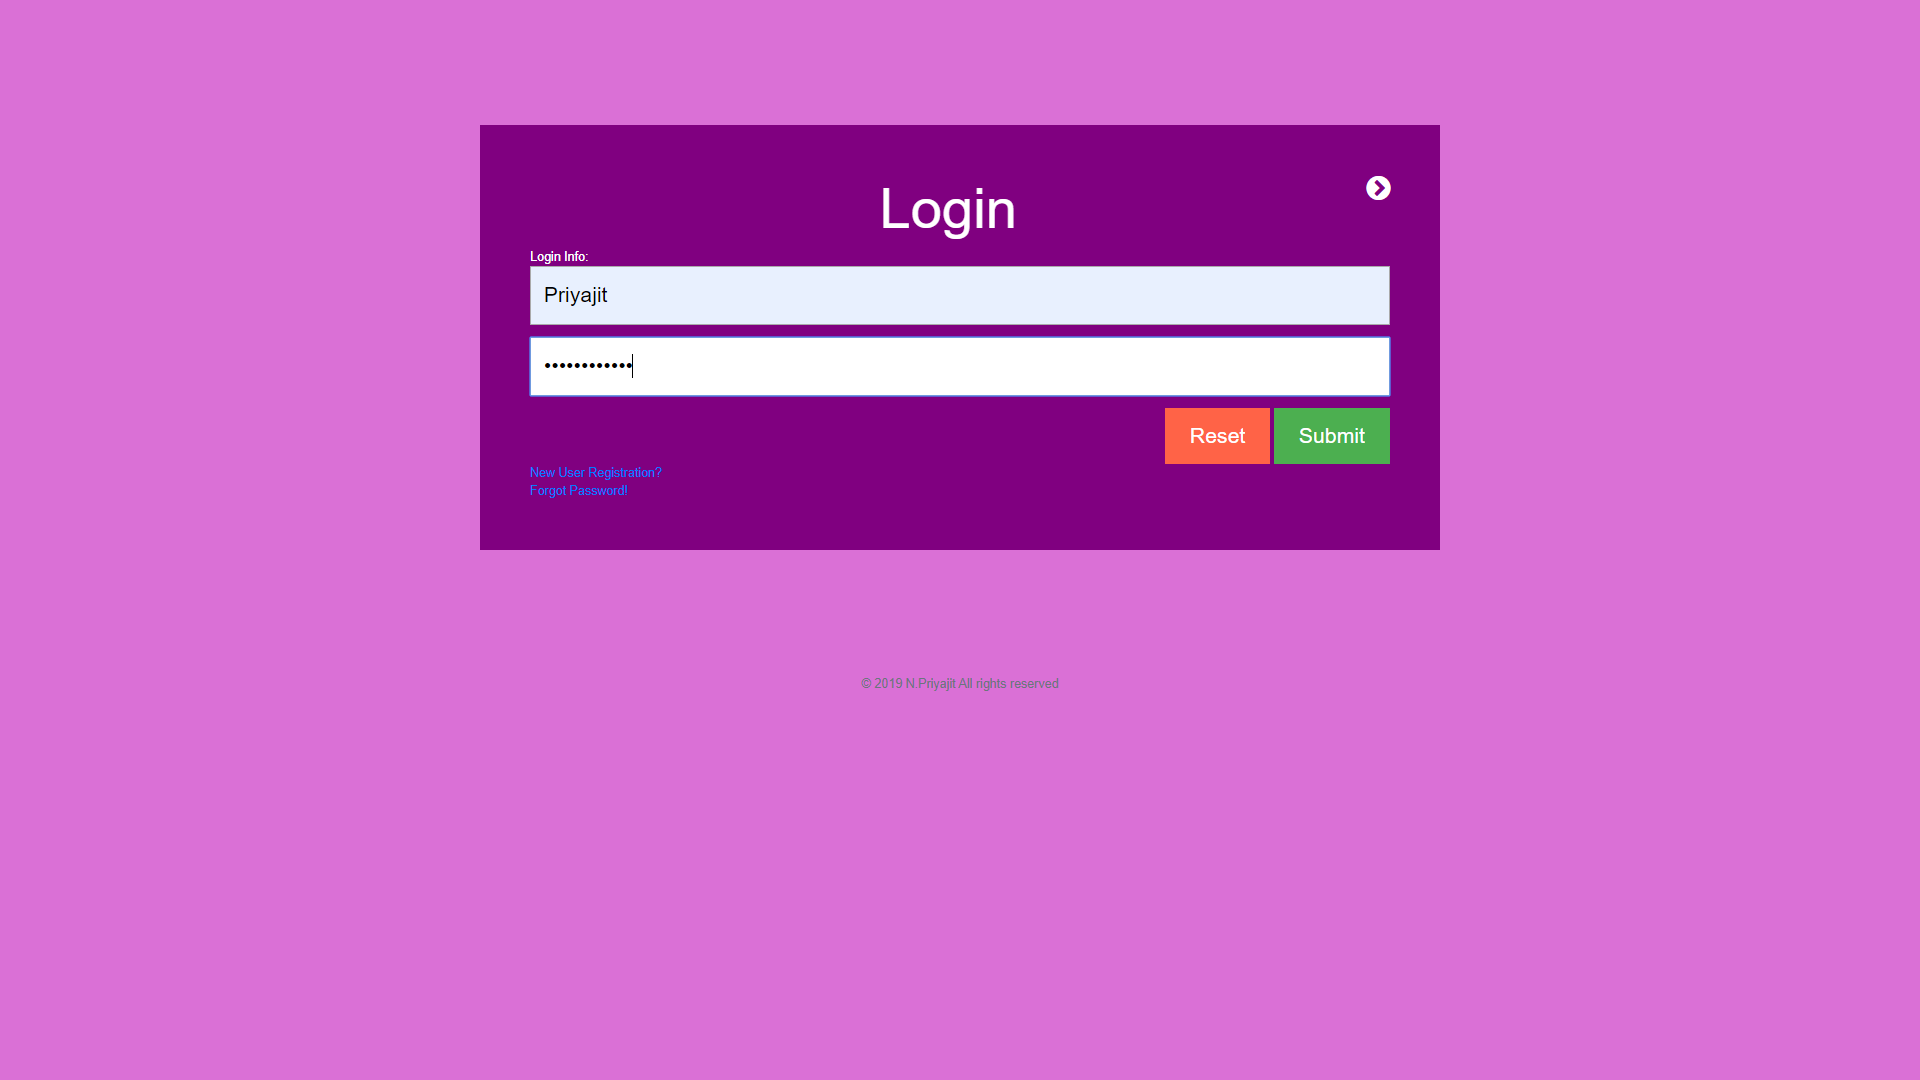 Login
Login Info:
Priyajit
••••••••••••
Reset Submit
New User Registration?
Forgot Password!
© 2019 N.Priyajit All rights reserved